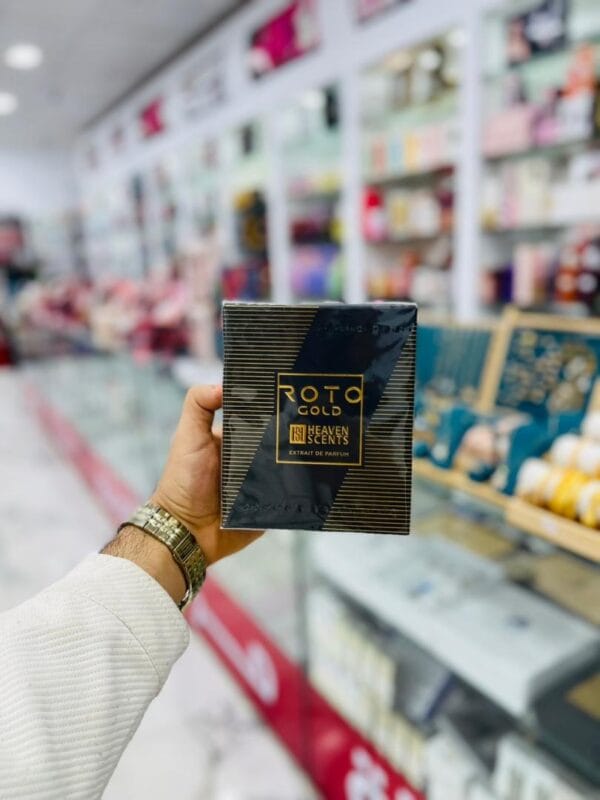 ROTO
GOLD
HS HEAVEN
SCENTS
EXTRAIT DE PARFUM